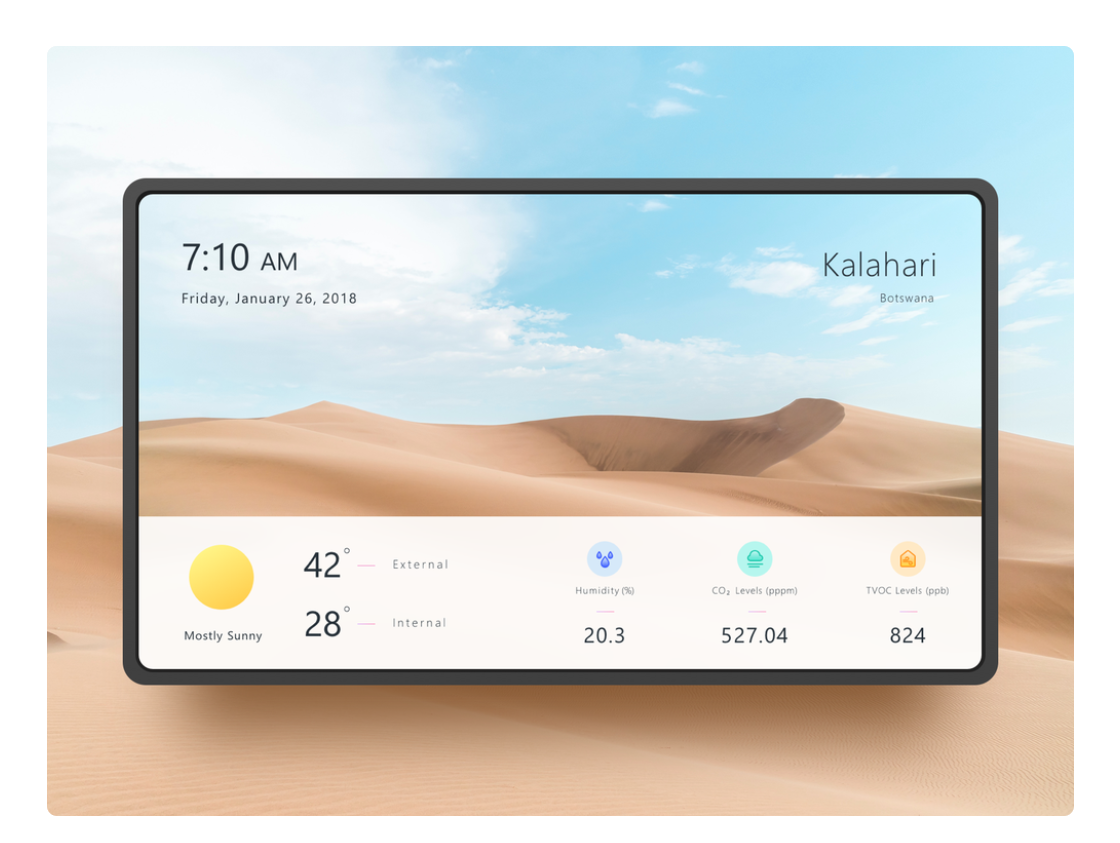 7:10 AM
Kalahari
Friday, January 26, 2018
Botswana
42°
External
28°
Internal
Mostly Sunny
Humidity (%)
20.3
CO₂ Levels (pppm)
527.04
TVOC Levels (ppb)
824